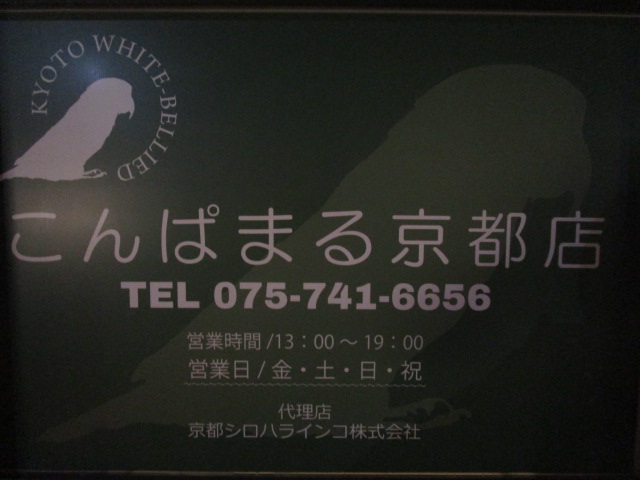 KYOTO WHITE-BELLIED
こんぱまる京都店
TEL 075-741-6656
営業時間/13：00～19：00
営業日/金・土・日・祝
代理店
京都シロハラインコ株式会社